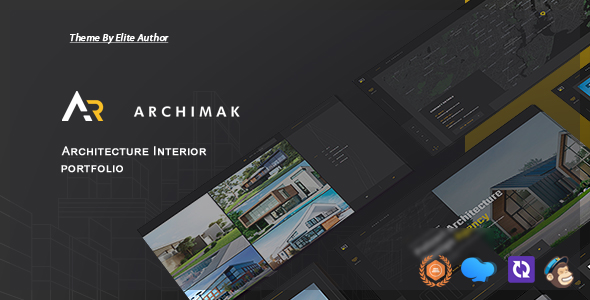 Theme By Elite Author
AR
ARCHIMAK
Architecture Interior
portfolio
Architecture